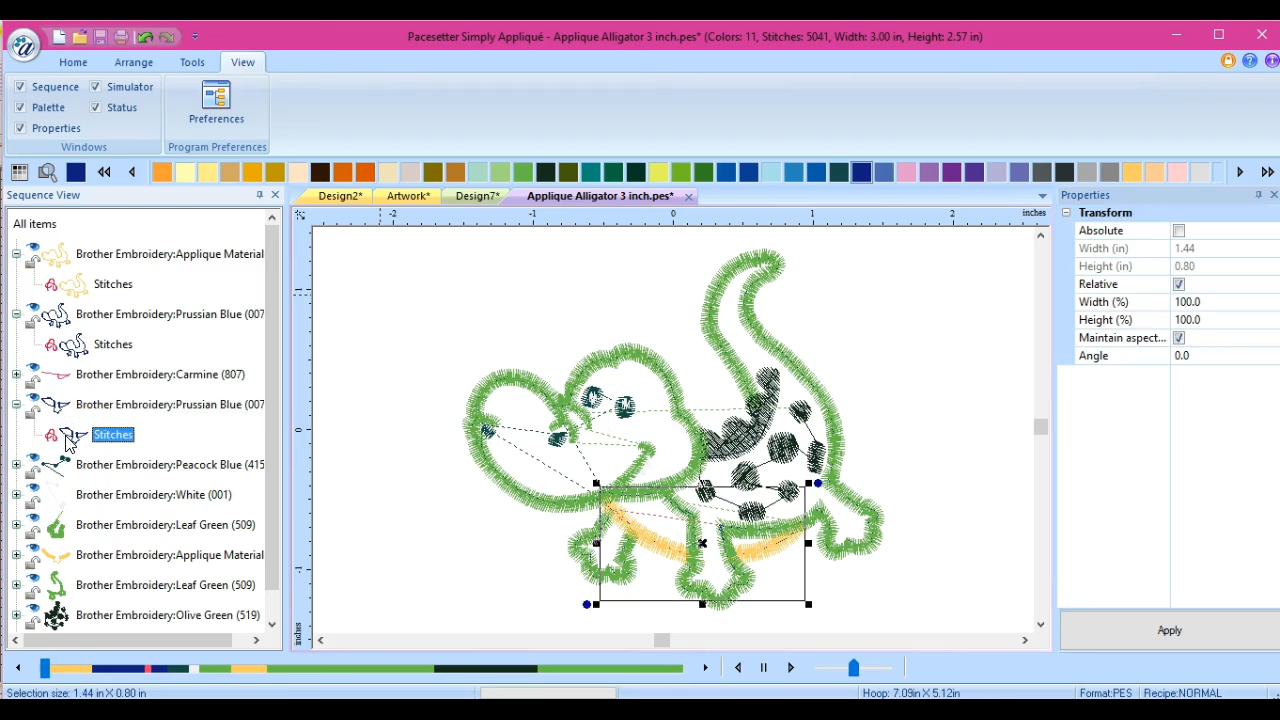 Pacesetter Simply Appliqué - Applique Alligator 3 inch.pes* (Colors: 11, Stitches: 5041, Width: 3.00 in, Height: 2.57 in)
Home Arrange Tools View
Sequence Simulator
Palette Status
Properties
Preferences
Windows Program Preferences
Sequence View
Design2* Artwork* Design7* Applique Alligator 3 inch.pes*
Properties
All items
-2 -1 0 1 2 inches
Transform
Absolute
Width (in) 1.44
Height (in) 0.80
Relative
Width (%) 100.0
Height (%) 100.0
Maintain aspect...
Angle 0.0
Apply
Brother Embroidery:Applique Material
Stitches
Brother Embroidery:Prussian Blue (007
Stitches
Brother Embroidery:Carmine (807)
Brother Embroidery:Prussian Blue (007
Stitches
Brother Embroidery:Peacock Blue (415
Brother Embroidery:White (001)
Brother Embroidery:Leaf Green (509)
Brother Embroidery:Applique Material
Brother Embroidery:Leaf Green (509)
Brother Embroidery:Olive Green (519)
1
0
-1
inches
Selection size: 1.44 in X 0.80 in Hoop: 7.09in X 5.12in Format:PES Recipe:NORMAL